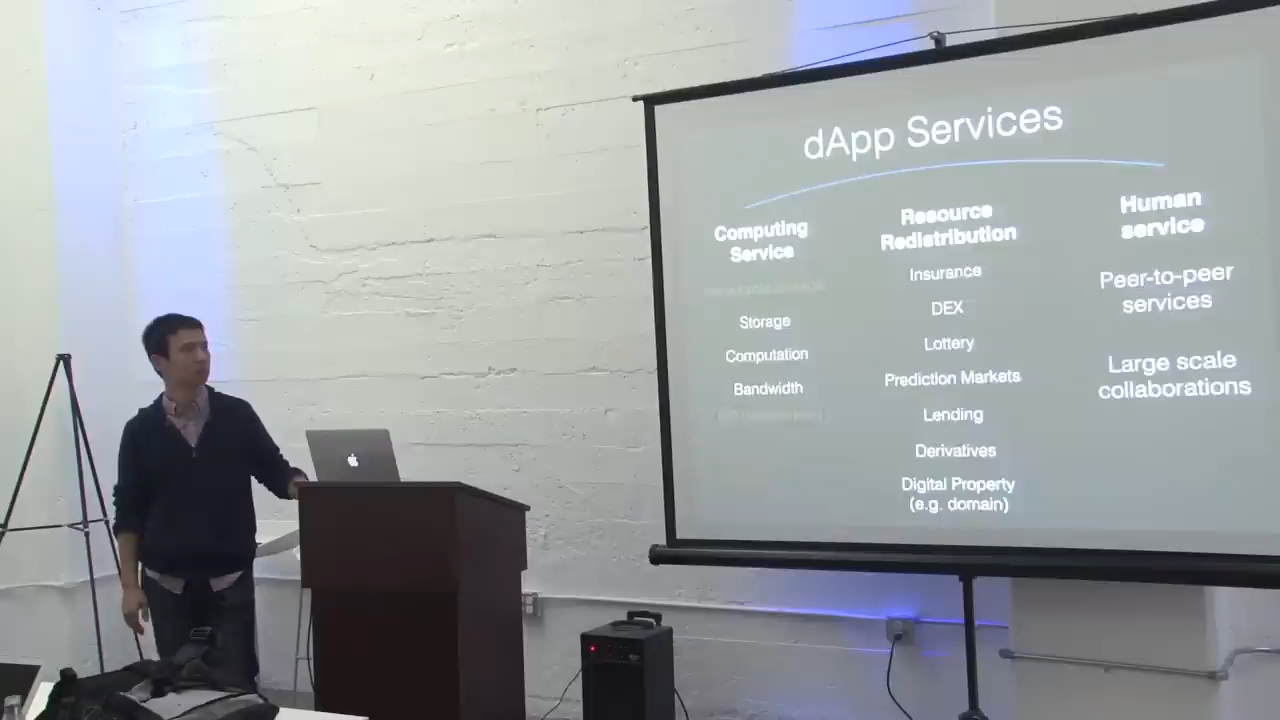 dApp Services
Computing
Service
Storage
Computation
Bandwidth
Resource
Redistribution
Insurance
DEX
Lottery
Prediction Markets
Lending
Derivatives
Digital Property
(e.g. domain)
Human
service
Peer-to-peer
services
Large scale
collaborations